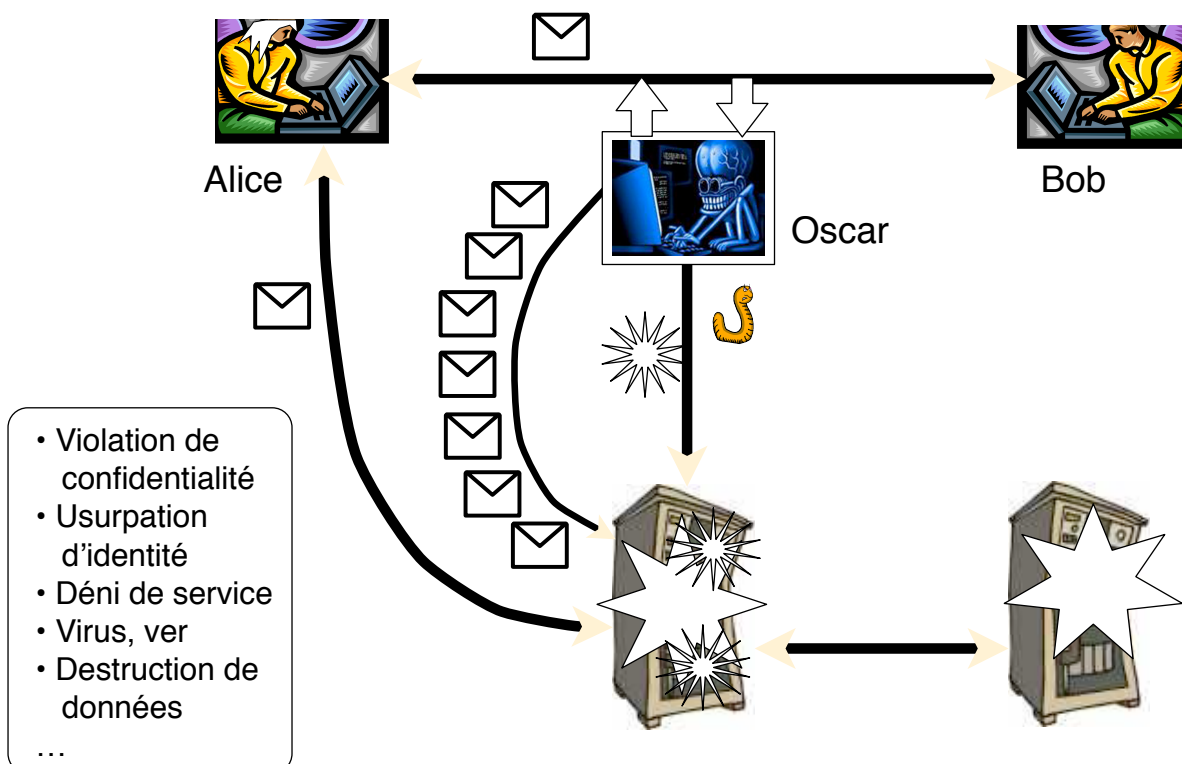 Alice
Bob
Oscar
• Violation de
confidentialité
• Usurpation
d’identité
• Déni de service
• Virus, ver
• Destruction de
données
…